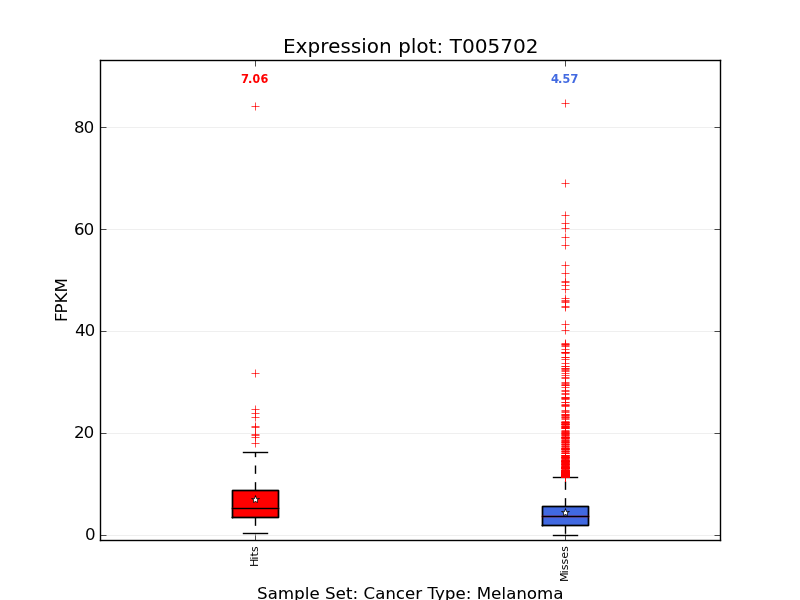 Expression plot: T005702
7.06
4.57
80
60
40
20
0
FPKM
Hits
Misses
Sample Set: Cancer Type: Melanoma